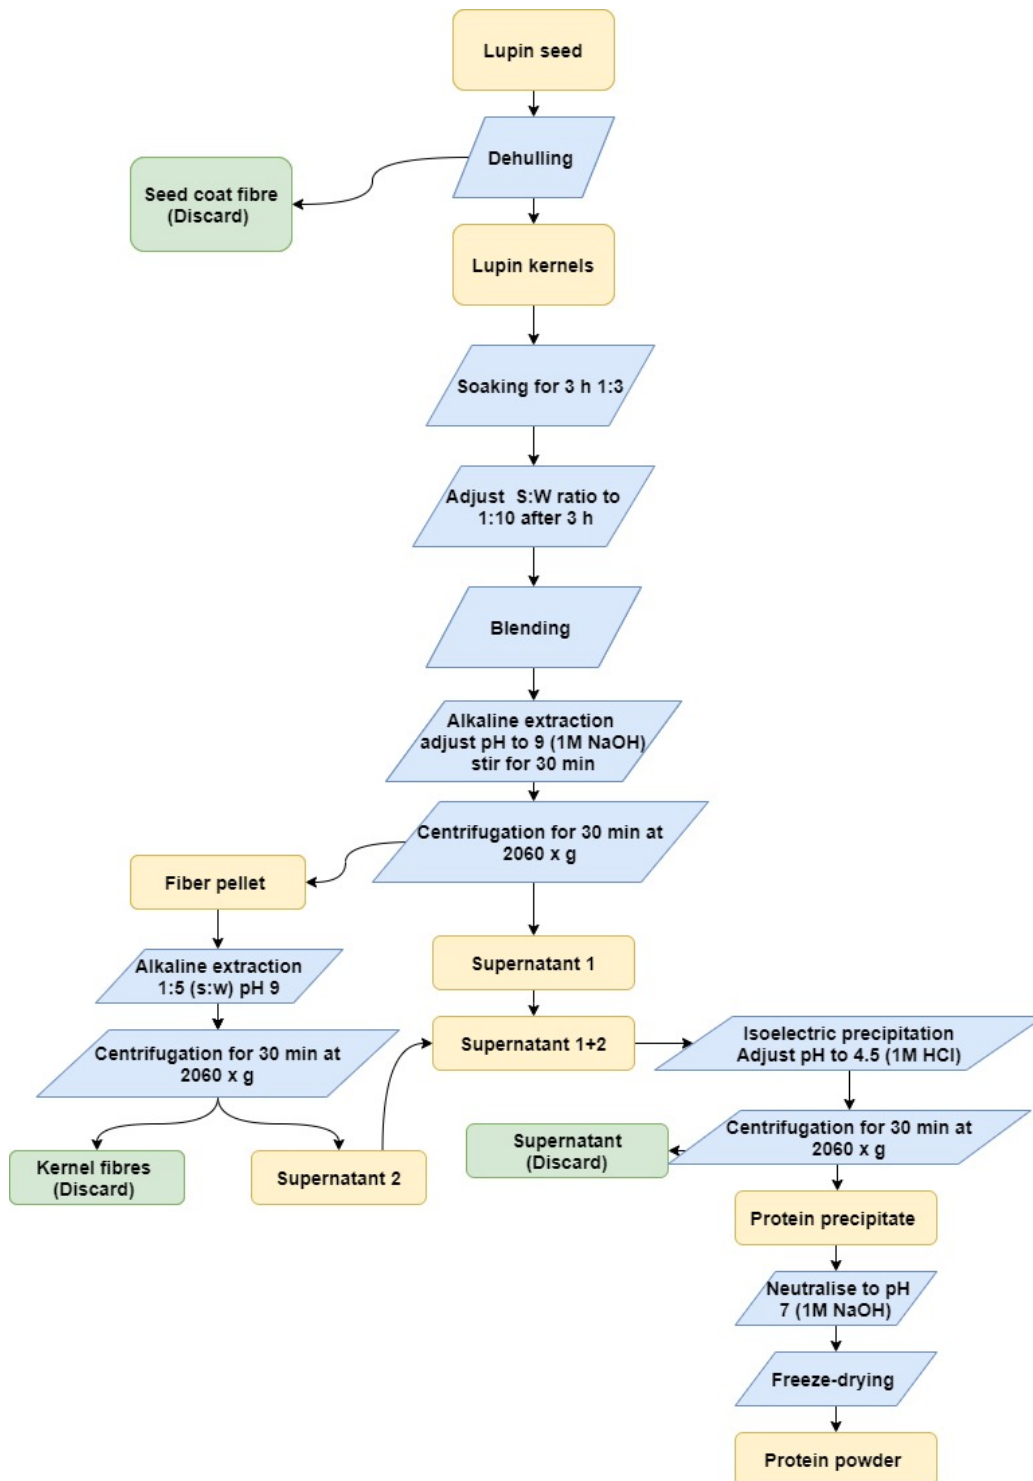 Lupin seed
Dehulling
Seed coat fibre
(Discard)
Lupin kernels
Soaking for 3 h 1:3
Adjust  S:W ratio to
1:10 after 3 h
Blending
Alkaline extraction
adjust pH to 9 (1M NaOH)
stir for 30 min
Centrifugation for 30 min at
2060 x g
Fiber pellet
Alkaline extraction
1:5 (s:w) pH 9
Centrifugation for 30 min at
2060 x g
Kernel fibres
(Discard)
Supernatant 2
Supernatant 1
Supernatant 1+2
Isoelectric precipitation
Adjust pH to 4.5 (1M HCl)
Centrifugation for 30 min at
2060 x g
Supernatant
(Discard)
Protein precipitate
Neutralise to pH
7 (1M NaOH)
Freeze-drying
Protein powder